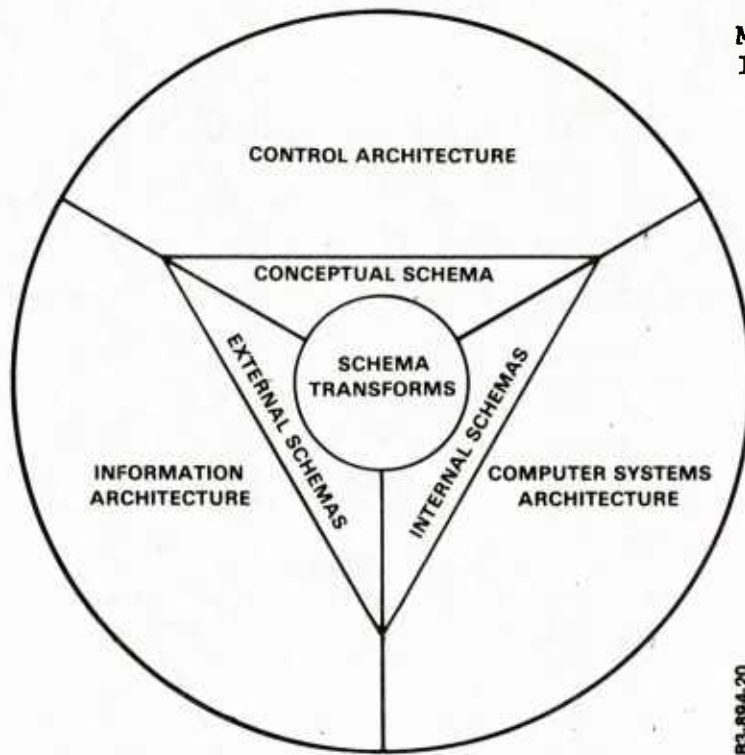 CONTROL ARCHITECTURE
CONCEPTUAL SCHEMA
EXTERNAL SCHEMAS
SCHEMA
TRANSFORMS
INTERNAL SCHEMAS
INFORMATION
ARCHITECTURE
COMPUTER SYSTEMS
ARCHITECTURE